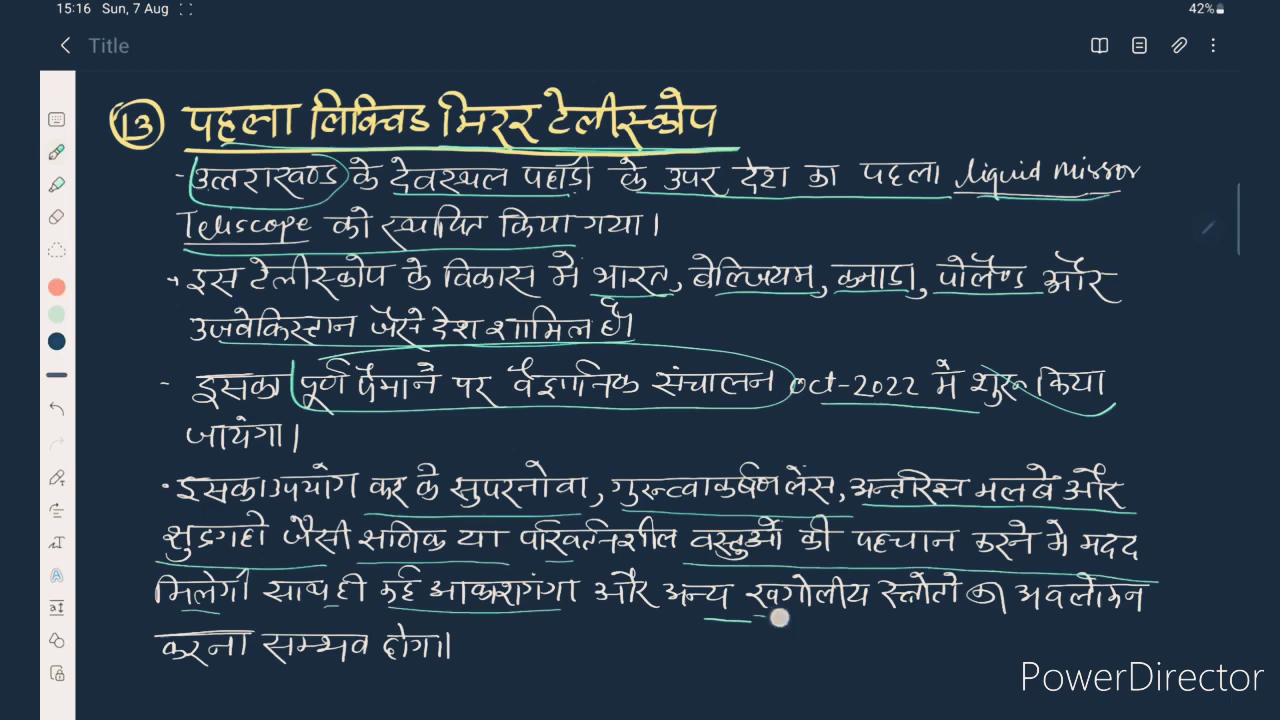 15:16 Sun, 7 Aug 42%
Title
13 पहला लिक्विड मिरर टेलीस्कोप
- उत्तराखण्ड के देवस्थल पहाड़ी के उपर देश का पहला liquid mirror
Teliscope को स्थापित किया गया।
- इस टेलीस्कोप के विकास में भारत, बेल्जियम, कनाडा, पोलैण्ड और
उजवेकिस्तान जैसे देश शामिल है।
- इसका पूर्ण पैमाने पर वैज्ञानिक संचालन oct-2022 मे शुरू किया
जायेगा।
• इसका उपयोग कर के सुपरनोवा, गुरुत्वाकर्षण लेंस, अन्तरिक्ष मलबे और
क्षुद्रग्रहो जैसी क्षणिक या परिवर्तनशील वस्तुओं की पहचान करने मे मदद
मिलेगी साथ ही कई आकाशगंगा और अन्य खगोलीय स्त्रोतो का अवलोकन
करना सम्भव होगा।
PowerDirector